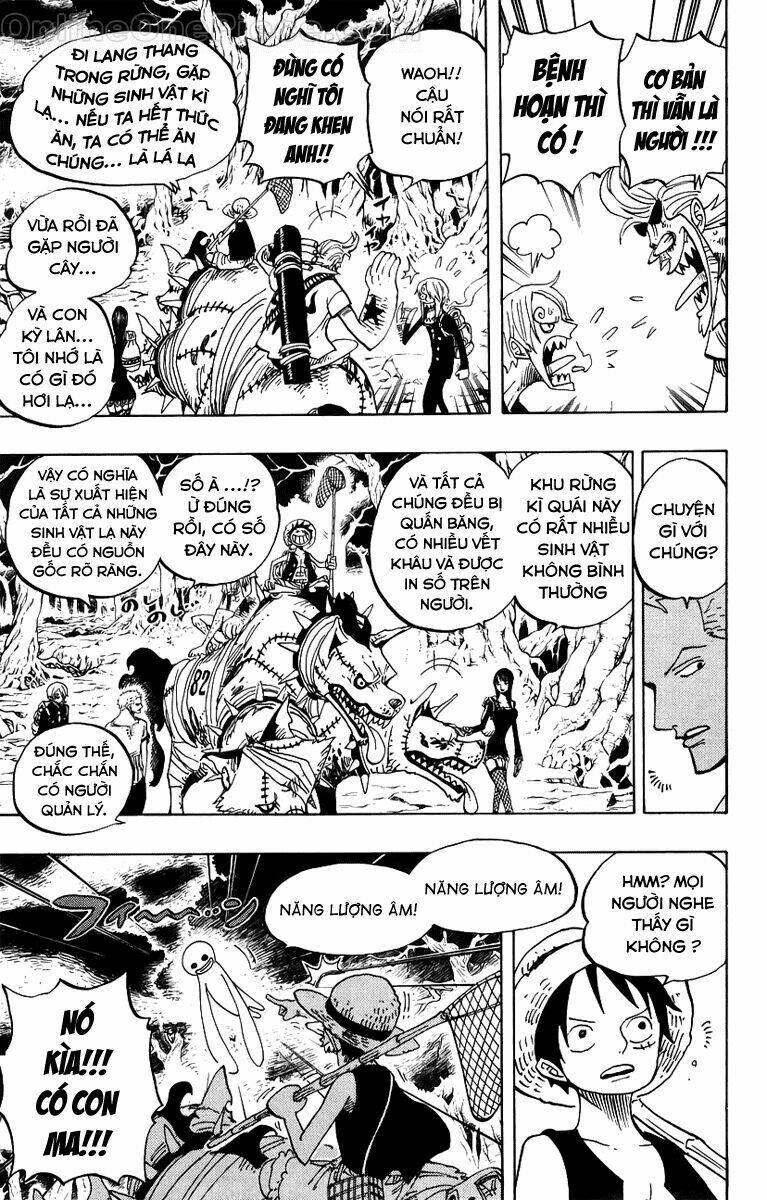 CƠ BẢN
THÌ VẪN LÀ
NGƯỜI !!!
BỆNH
HOẠN THÌ
CÓ !
WAOH!!
CẬU
NÓI RẤT
CHUẨN!
ĐỪNG CÓ
NGHĨ TÔI
ĐANG KHEN
ANH!!
ĐI LANG THANG
TRONG RỪNG, GẶP
NHỮNG SINH VẬT KÌ
LẠ... NẾU TA HẾT THỨC
ĂN, TA CÓ THỂ ĂN
CHÚNG... LÀ LÁ LA
VỪA RỒI ĐÃ
GẶP NGƯỜI
CÂY...
VÀ CON
KỲ LÂN...
TÔI NHỚ LÀ
CÓ GÌ ĐÓ
HƠI LẠ...
CHUYỆN
GÌ VỚI
CHÚNG?
KHU RỪNG
KÌ QUÁI NÀY
CÓ RẤT NHIỀU
SINH VẬT
KHÔNG BÌNH
THƯỜNG
VÀ TẤT CẢ
CHÚNG ĐỀU BỊ
QUẤN BĂNG,
CÓ NHIỀU VẾT
KHÂU VÀ ĐƯỢC
IN SỐ TRÊN
NGƯỜI.
SỐ À ...!?
Ừ ĐÚNG
RỒI, CÓ SỐ
ĐÂY NÀY.
VẬY CÓ NGHĨA
LÀ SỰ XUẤT HIỆN
CỦA TẤT CẢ NHỮNG
SINH VẬT LẠ NÀY
ĐỀU CÓ NGUỒN
GỐC RÕ RÀNG.
82
ĐÚNG THẾ,
CHẮC CHẮN
CÓ NGƯỜI
QUẢN LÝ.
HMM? MỌI
NGƯỜI NGHE
THẤY GÌ
KHÔNG ?
NĂNG LƯỢNG ÂM!
NĂNG LƯỢNG ÂM!
フィー...ン
NÓ
KÌA!!!
CÓ CON
MA!!!